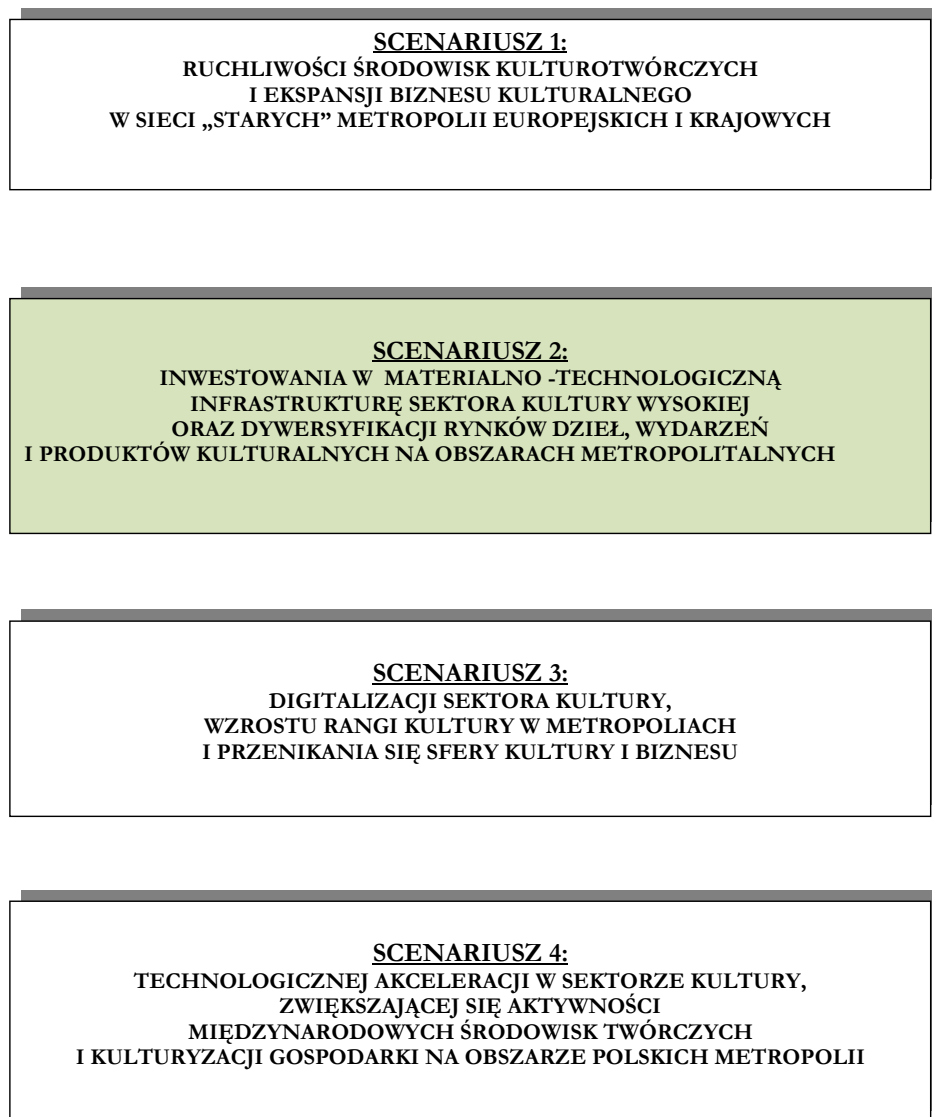 SCENARIUSZ 1:
RUCHLIWOŚCI ŚRODOWISK KULTUROTWÓRCZYCH
I EKSPANSJI BIZNESU KULTURALNEGO
W SIECI „STARYCH” METROPOLII EUROPEJSKICH I KRAJOWYCH
SCENARIUSZ 2:
INWESTOWANIA W MATERIALNO -TECHNOLOGICZNĄ
INFRASTRUKTURĘ SEKTORA KULTURY WYSOKIEJ
ORAZ DYWERSYFIKACJI RYNKÓW DZIEŁ, WYDARZEŃ
I PRODUKTÓW KULTURALNYCH NA OBSZARACH METROPOLITALNYCH
SCENARIUSZ 3:
DIGITALIZACJI SEKTORA KULTURY,
WZROSTU RANGI KULTURY W METROPOLIACH
I PRZENIKANIA SIĘ SFERY KULTURY I BIZNESU
SCENARIUSZ 4:
TECHNOLOGICZNEJ AKCELERACJI W SEKTORZE KULTURY,
ZWIĘKSZAJĄCEJ SIĘ AKTYWNOŚCI
MIĘDZYNARODOWYCH ŚRODOWISK TWÓRCZYCH
I KULTURYZACJI GOSPODARKI NA OBSZARZE POLSKICH METROPOLII